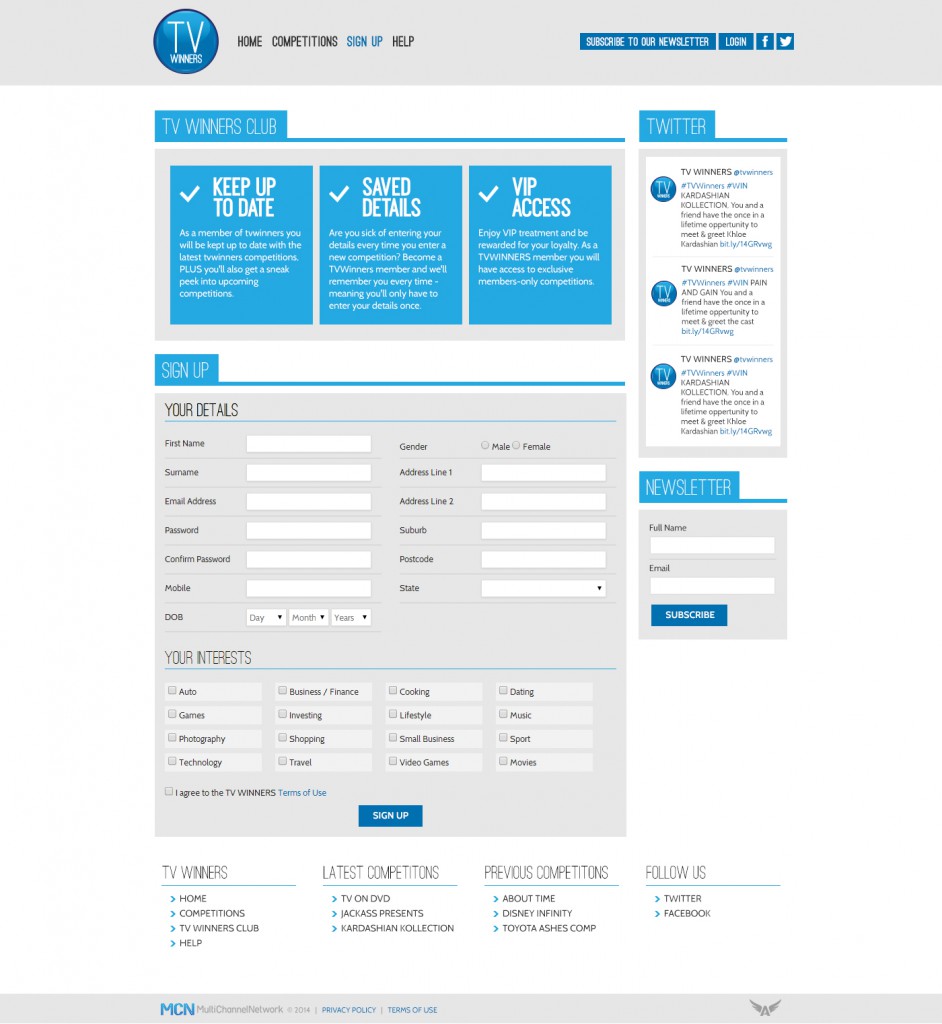 TV
WINNERS
HOME COMPETITIONS SIGN UP HELP
SUBSCRIBE TO OUR NEWSLETTER LOGIN f
TV WINNERS CLUB
KEEP UP
TO DATE
As a member of tvwinners you
will be kept up to date with the
latest tvwinners competitions.
PLUS you'll also get a sneak
peek into upcoming
competitions.
SAVED
DETAILS
Are you sick of entering your
details every time you enter a
new competition? Become a
TVWinners member and we'll
remember you every time -
meaning you'll only have to
enter your details once.
VIP
ACCESS
Enjoy VIP treatment and be
rewarded for your loyalty. As a
TVWINNERS member you will
have access to exclusive
members-only competitions.
SIGN UP
YOUR DETAILS
First Name
Surname
Email Address
Password
Confirm Password
Mobile
DOB Day Month Years
Gender Male Female
Address Line 1
Address Line 2
Suburb
Postcode
State
YOUR INTERESTS
Auto Business / Finance Cooking Dating
Games Investing Lifestyle Music
Photography Shopping Small Business Sport
Technology Travel Video Games Movies
I agree to the TV WINNERS Terms of Use
SIGN UP
TWITTER
TV
WINNERS
TV WINNERS @tvwinners
#TVWinners #WIN
KARDASHIAN
KOLLECTION. You and a
friend have the once in a
lifetime oppertunity to
meet & greet Khloe
Kardashian bit.ly/14GRvwg
TV
WINNERS
TV WINNERS @tvwinners
#TVWinners #WIN PAIN
AND GAIN You and a
friend have the once in a
lifetime oppertunity to
meet & greet the cast
bit.ly/14GRvwg
TV
WINNERS
TV WINNERS @tvwinners
#TVWinners #WIN
KARDASHIAN
KOLLECTION. You and a
friend have the once in a
lifetime oppertunity to
meet & greet Khloe
Kardashian bit.ly/14GRvwg
NEWSLETTER
Full Name
Email
SUBSCRIBE
TV WINNERS
HOME
COMPETITIONS
TV WINNERS CLUB
HELP
LATEST COMPETITONS
TV ON DVD
JACKASS PRESENTS
KARDASHIAN KOLLECTION
PREVIOUS COMPETITONS
ABOUT TIME
DISNEY INFINITY
TOYOTA ASHES COMP
FOLLOW US
TWITTER
FACEBOOK
MCN MultiChannelNetwork © 2014 | PRIVACY POLICY | TERMS OF USE
A